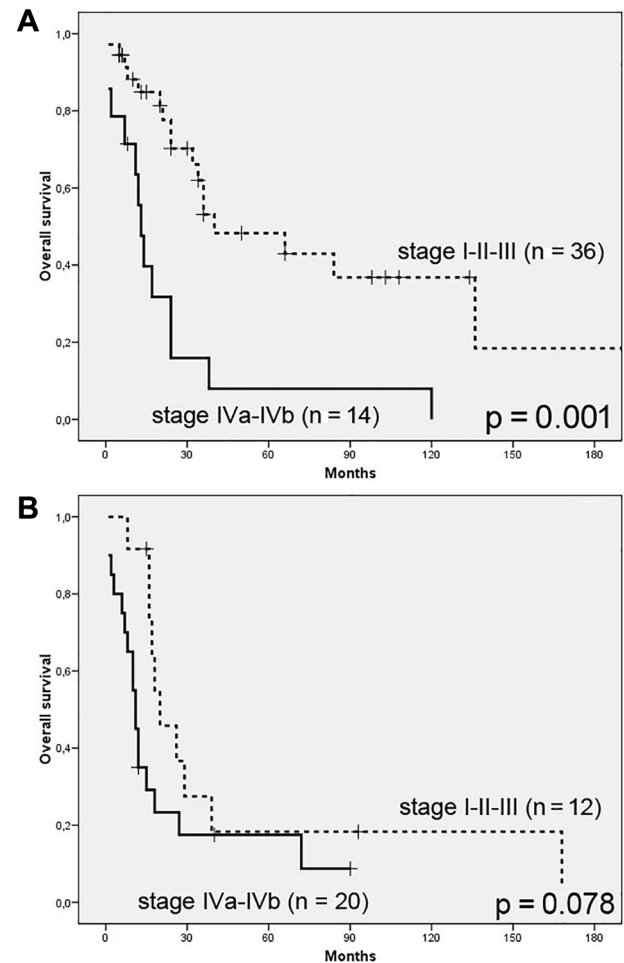 A
1,0
0,8
0,6
0,4
0,2
0,0
Overall survival
stage I-II-III (n = 36)
stage IVa-IVb (n = 14)
p = 0.001
0 30 60 90 120 150 180
Months
B
1,0
0,8
0,6
0,4
0,2
0,0
Overall survival
stage I-II-III (n = 12)
stage IVa-IVb (n = 20)
p = 0.078
0 30 60 90 120 150 180
Months